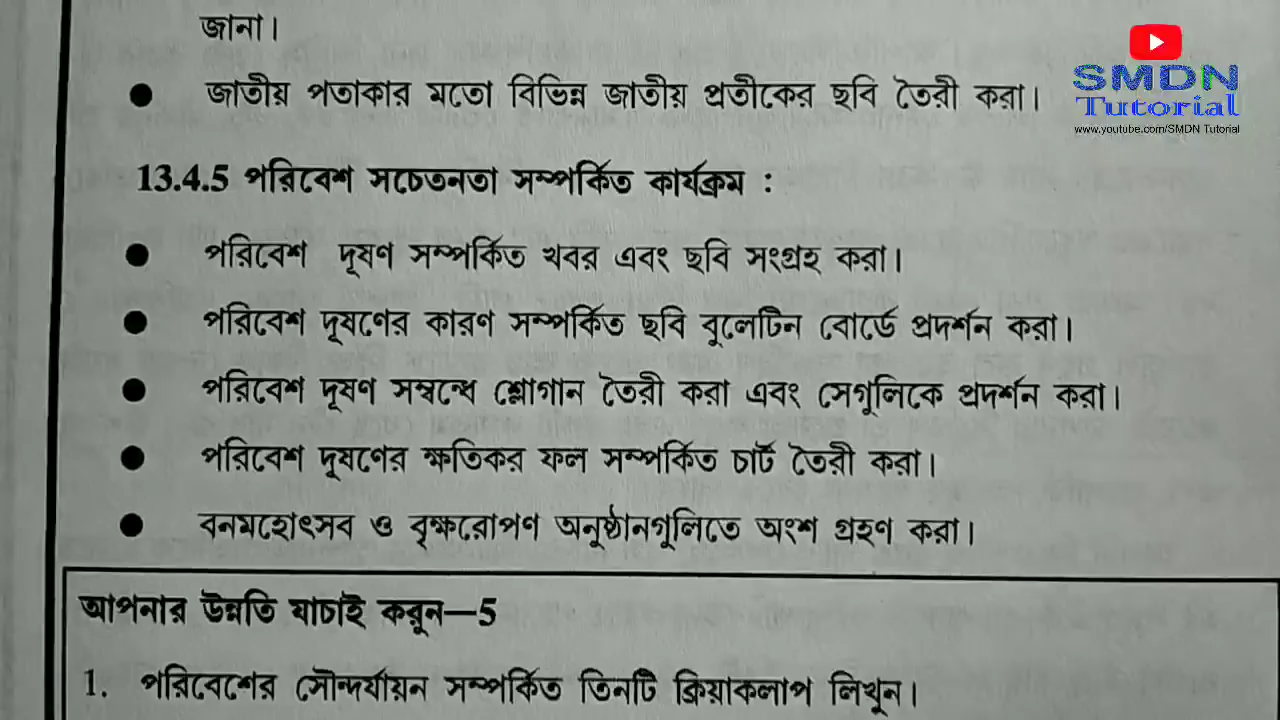 জানা।
● জাতীয় পতাকার মতো বিভিন্ন জাতীয় প্রতীকের ছবি তৈরী করা।
SMDN
Tutorial
www.youtube.com/SMDN Tutorial
13.4.5 পরিবেশ সচেতনতা সম্পর্কিত কার্যক্রম :
● পরিবেশ দূষণ সম্পর্কিত খবর এবং ছবি সংগ্রহ করা।
● পরিবেশ দূষণের কারণ সম্পর্কিত ছবি বুলেটিন বোর্ডে প্রদর্শন করা।
● পরিবেশ দূষণ সম্বন্ধে শ্লোগান তৈরী করা এবং সেগুলিকে প্রদর্শন করা।
● পরিবেশ দূষণের ক্ষতিকর ফল সম্পর্কিত চার্ট তৈরী করা।
● বনমহোৎসব ও বৃক্ষরোপণ অনুষ্ঠানগুলিতে অংশ গ্রহণ করা।
আপনার উন্নতি যাচাই করুন—5
1. পরিবেশের সৌন্দর্যায়ন সম্পর্কিত তিনটি ক্রিয়াকলাপ লিখুন।